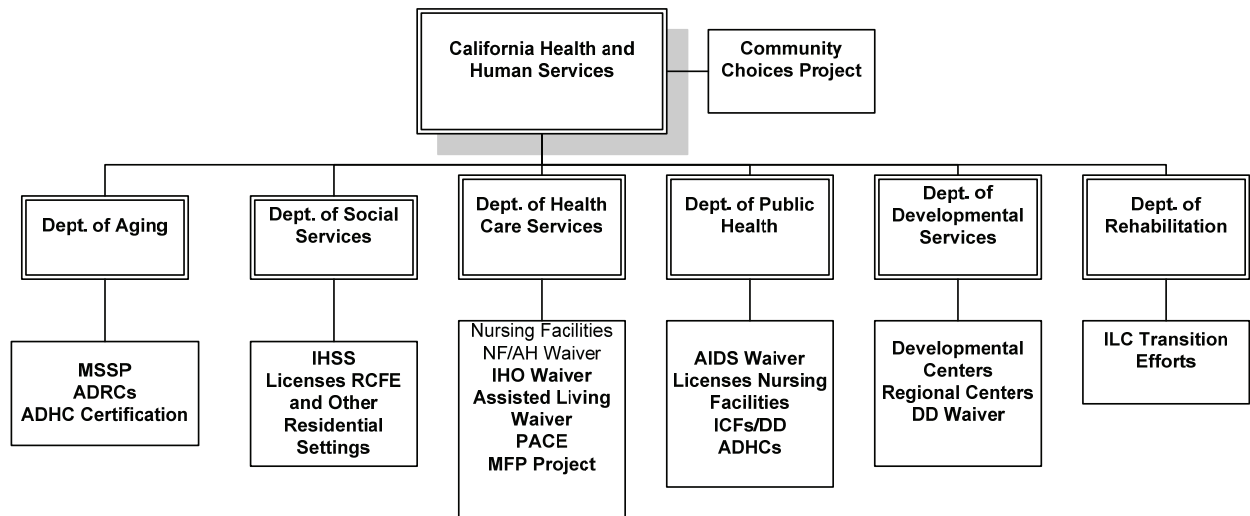 California Health and
Human Services
Community
Choices Project
Dept. of Aging
Dept. of Social
Services
Dept. of Health
Care Services
Dept. of Public
Health
Dept. of
Developmental
Services
Dept. of
Rehabilitation
MSSP
ADRCs
ADHC Certification
IHSS
Licenses RCFE
and Other
Residential
Settings
Nursing Facilities
NF/AH Waiver
IHO Waiver
Assisted Living
Waiver
PACE
MFP Project
AIDS Waiver
Licenses Nursing
Facilities
ICFs/DD
ADHCs
Developmental
Centers
Regional Centers
DD Waiver
ILC Transition
Efforts